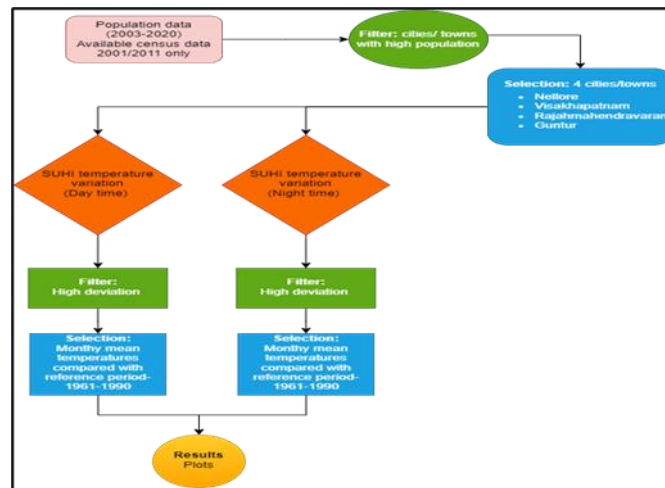 Population data
(2003-2020)
Available census data
2001/2011 only
Filter: cities/ towns
with high population
Selection: 4 cities/towns
• Nellore
• Visakhapatnam
• Rajahmahendravaram
• Guntur
SUHI temperature
variation
(Day time)
SUHI temperature
variation
(Night time)
Filter:
High deviation
Filter:
High deviation
Selection:
Monthy mean
temperatures
compared with
reference period-
1961-1990
Selection:
Monthy mean
temperatures
compared with
reference period-
1961-1990
Results
Plots